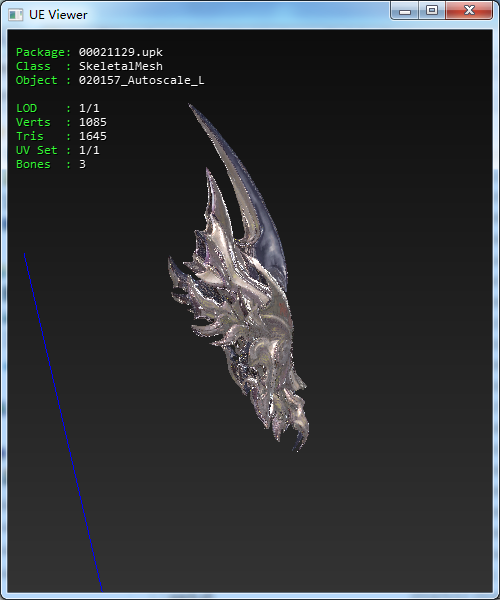 UE Viewer
Package: 00021129.upk
Class : SkeletalMesh
Object : 020157_Autoscale_L
LOD : 1/1
Verts : 1085
Tris : 1645
UV Set : 1/1
Bones : 3